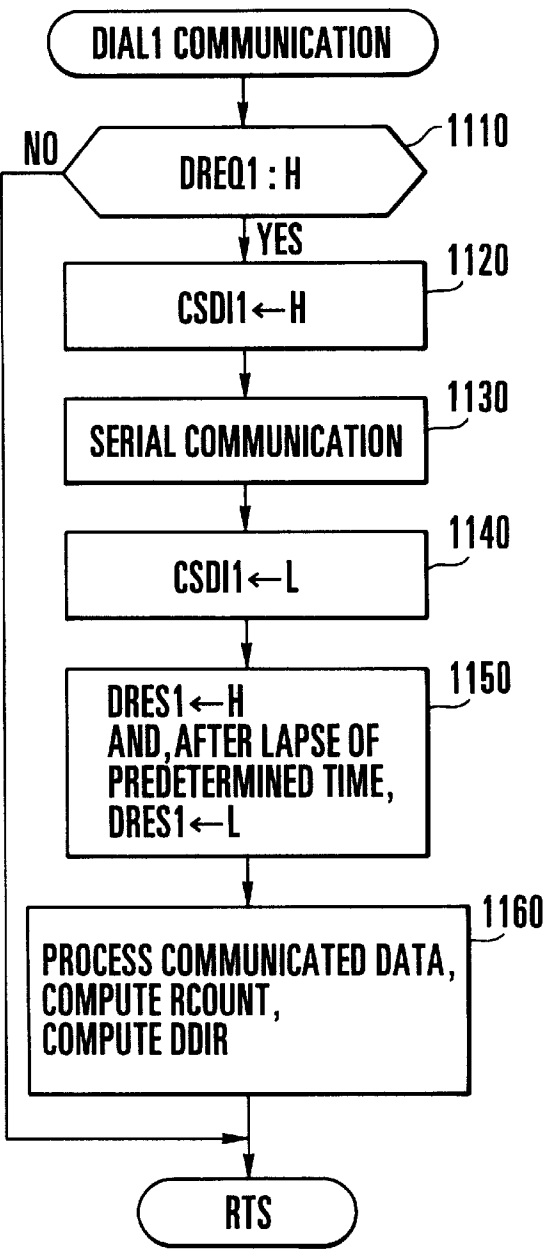 DIAL1 COMMUNICATION
1110
NO
DREQ1 : H
YES
1120
CSDI1←H
1130
SERIAL COMMUNICATION
1140
CSDI1←L
1150
DRES1←H
AND, AFTER LAPSE OF
PREDETERMINED TIME,
DRES1←L
1160
PROCESS COMMUNICATED DATA,
COMPUTE RCOUNT,
COMPUTE DDIR
RTS